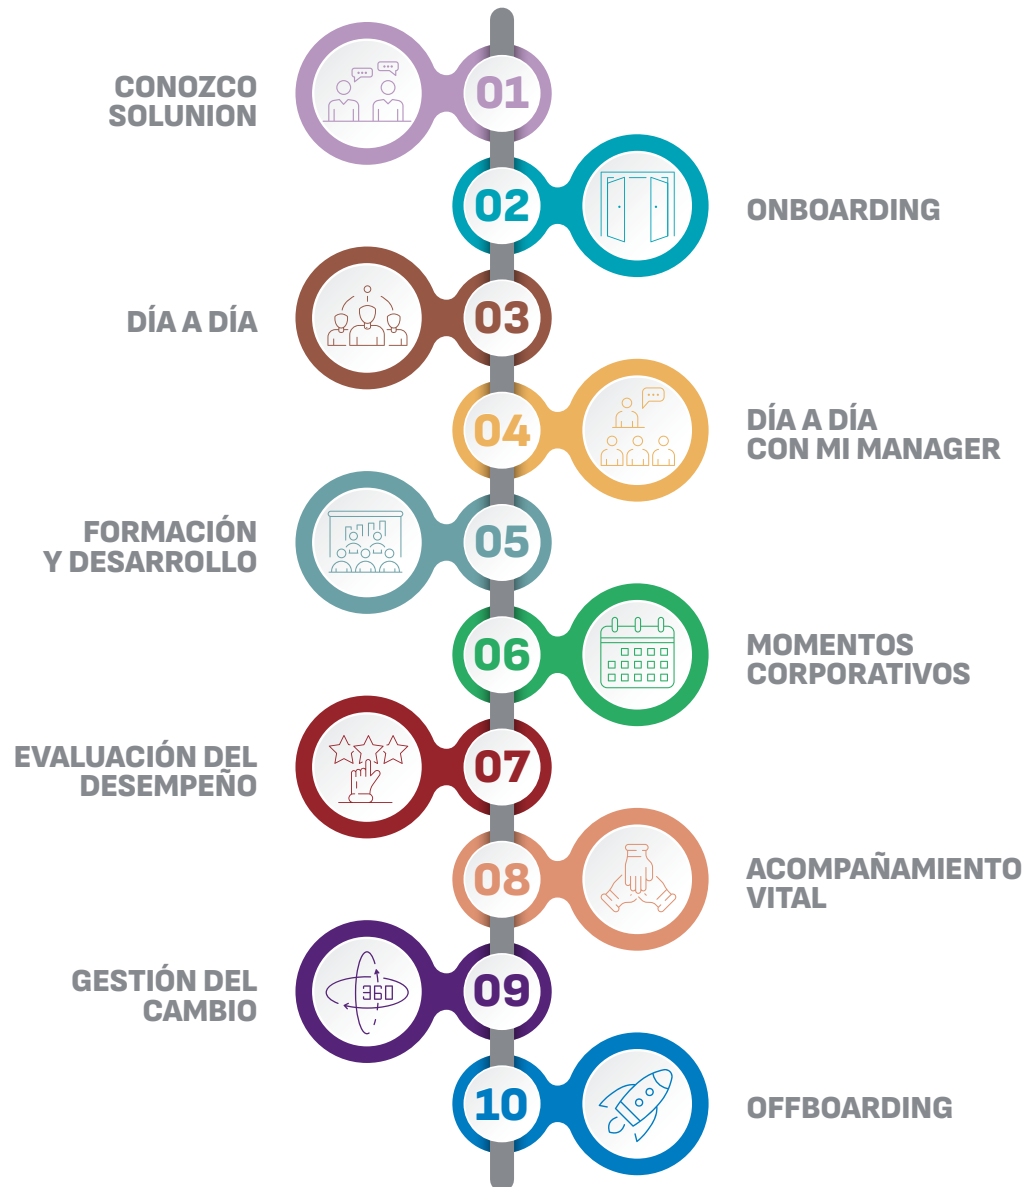 CONOZCO
SOLUNION
01
02
ONBOARDING
DÍA A DÍA
03
04
DÍA A DÍA
CON MI MANAGER
FORMACIÓN
Y DESARROLLO
05
06
MOMENTOS
CORPORATIVOS
EVALUACIÓN DEL
DESEMPEÑO
07
08
ACOMPAÑAMIENTO
VITAL
GESTIÓN DEL
CAMBIO
360
09
10
OFFBOARDING